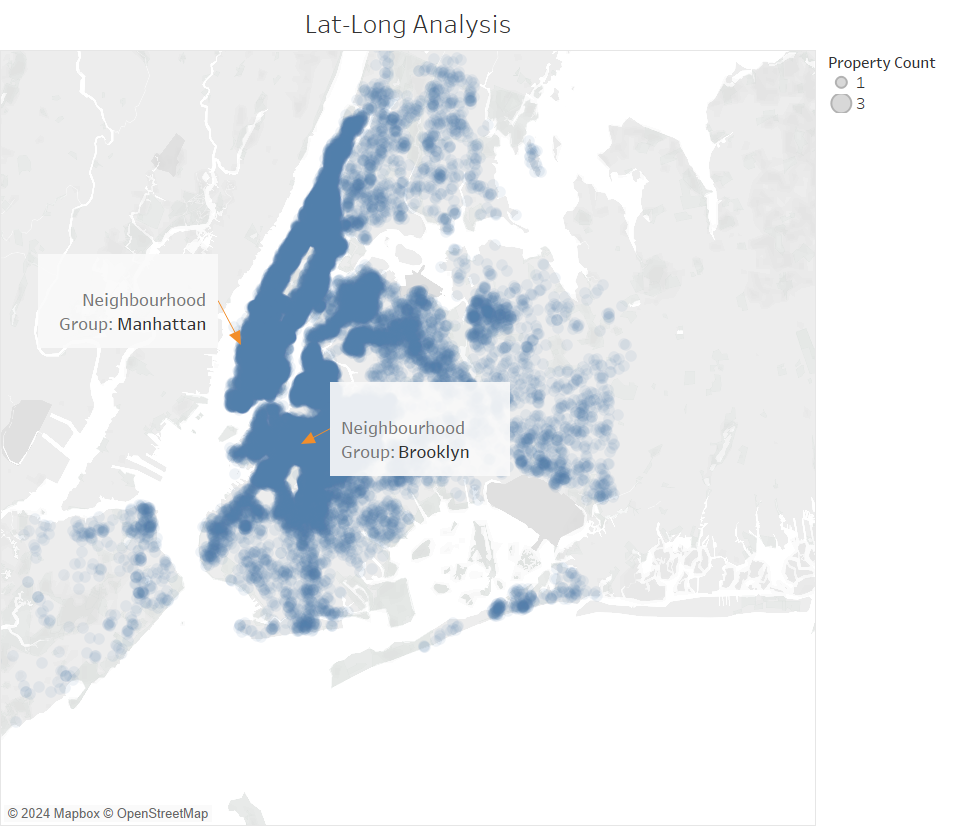 Lat-Long Analysis
Property Count
1
3
Neighbourhood
Group: Manhattan
Neighbourhood
Group: Brooklyn
© 2024 Mapbox © OpenStreetMap